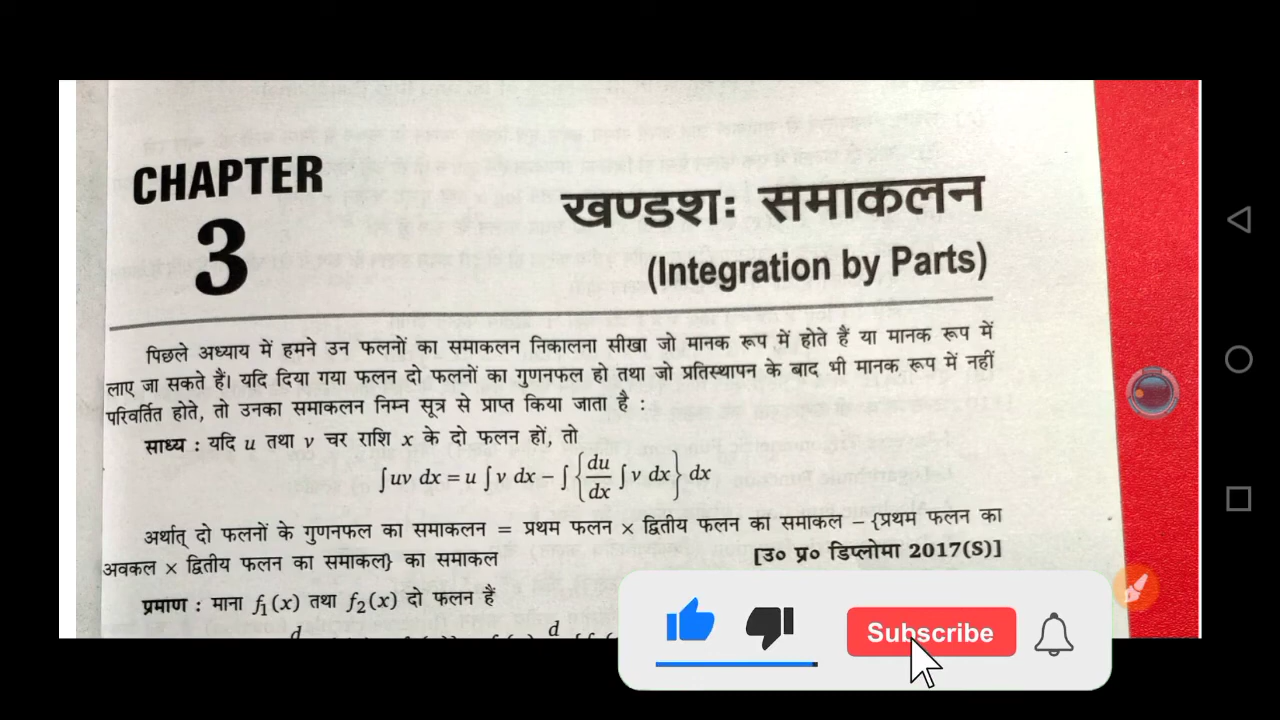 CHAPTER
3
खण्डशः समाकलन
(Integration by Parts)
पिछले अध्याय में हमने उन फलनों का समाकलन निकालना सीखा जो मानक रूप में होते हैं या मानक रूप में
लाए जा सकते हैं। यदि दिया गया फलन दो फलनों का गुणनफल हो तथा जो प्रतिस्थापन के बाद भी मानक रूप में नहीं
परिवर्तित होते, तो उनका समाकलन निम्न सूत्र से प्राप्त किया जाता है :
साध्य : यदि u तथा v चर राशि x के दो फलन हों, तो
∫ uv dx = u ∫ v dx − ∫ { du/dx ∫ v dx } dx
अर्थात् दो फलनों के गुणनफल का समाकलन = प्रथम फलन × द्वितीय फलन का समाकल − {प्रथम फलन का
अवकल × द्वितीय फलन का समाकल} का समाकल
[उ० प्र० डिप्लोमा 2017(S)]
प्रमाण : माना f₁(x) तथा f₂(x) दो फलन हैं
d d
Subscribe